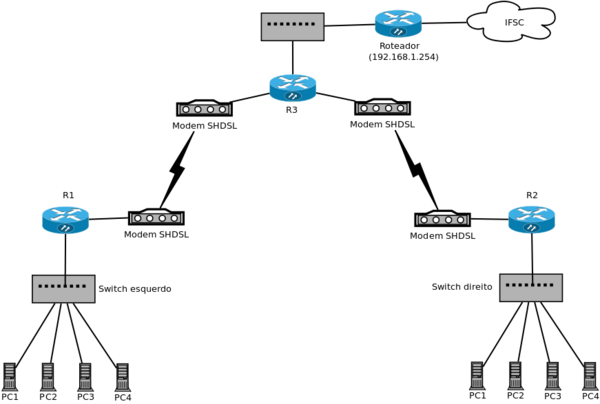 IFSC
Roteador
(192.168.1.254)
R3
Modem SHDSL
Modem SHDSL
R1
R2
Modem SHDSL
Modem SHDSL
Switch esquerdo
Switch direito
PC1
PC2
PC3
PC4
PC1
PC2
PC3
PC4